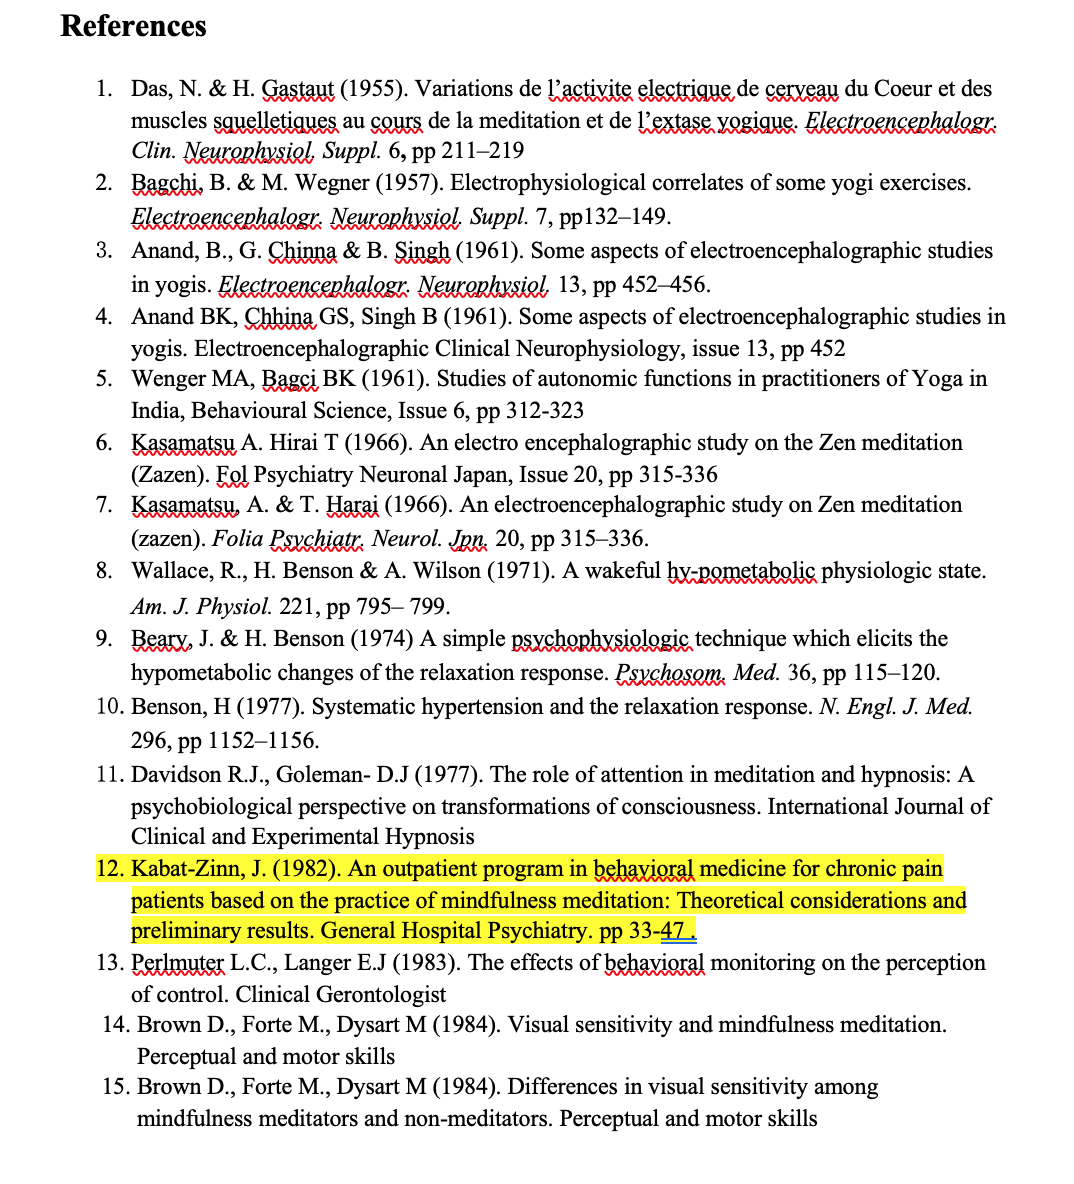 References
1. Das, N. & H. Gastaut (1955). Variations de l’activite electrique de cerveau du Coeur et des
muscles squelletiques au cours de la meditation et de l’extase yogique. Electroencephalogr.
Clin. Neurophysiol. Suppl. 6, pp 211–219
2. Bagchi, B. & M. Wegner (1957). Electrophysiological correlates of some yogi exercises.
Electroencephalogr. Neurophysiol. Suppl. 7, pp132–149.
3. Anand, B., G. Chinna & B. Singh (1961). Some aspects of electroencephalographic studies
in yogis. Electroencephalogr. Neurophysiol. 13, pp 452–456.
4. Anand BK, Chhina GS, Singh B (1961). Some aspects of electroencephalographic studies in
yogis. Electroencephalographic Clinical Neurophysiology, issue 13, pp 452
5. Wenger MA, Bagci BK (1961). Studies of autonomic functions in practitioners of Yoga in
India, Behavioural Science, Issue 6, pp 312-323
6. Kasamatsu A. Hirai T (1966). An electro encephalographic study on the Zen meditation
(Zazen). Fol Psychiatry Neuronal Japan, Issue 20, pp 315-336
7. Kasamatsu, A. & T. Harai (1966). An electroencephalographic study on Zen meditation
(zazen). Folia Psychiatr. Neurol. Jpn. 20, pp 315–336.
8. Wallace, R., H. Benson & A. Wilson (1971). A wakeful hy-pometabolic physiologic state.
Am. J. Physiol. 221, pp 795– 799.
9. Beary, J. & H. Benson (1974) A simple psychophysiologic technique which elicits the
hypometabolic changes of the relaxation response. Psychosom. Med. 36, pp 115–120.
10. Benson, H (1977). Systematic hypertension and the relaxation response. N. Engl. J. Med.
296, pp 1152–1156.
11. Davidson R.J., Goleman- D.J (1977). The role of attention in meditation and hypnosis: A
psychobiological perspective on transformations of consciousness. International Journal of
Clinical and Experimental Hypnosis
12. Kabat-Zinn, J. (1982). An outpatient program in behavioral medicine for chronic pain
patients based on the practice of mindfulness meditation: Theoretical considerations and
preliminary results. General Hospital Psychiatry. pp 33-47 .
13. Perlmuter L.C., Langer E.J (1983). The effects of behavioral monitoring on the perception
of control. Clinical Gerontologist
14. Brown D., Forte M., Dysart M (1984). Visual sensitivity and mindfulness meditation.
Perceptual and motor skills
15. Brown D., Forte M., Dysart M (1984). Differences in visual sensitivity among
mindfulness meditators and non-meditators. Perceptual and motor skills